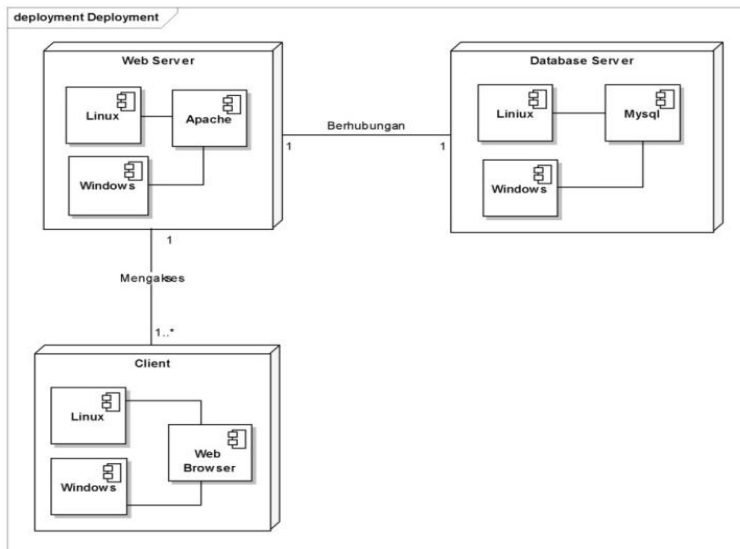 deployment Deployment
Web Server
Linux
Apache
Windows
1
Berhubungan
1
Database Server
Liniux
Mysql
Windows
1
Mengakses
1..*
Client
Linux
Web
Browser
Windows